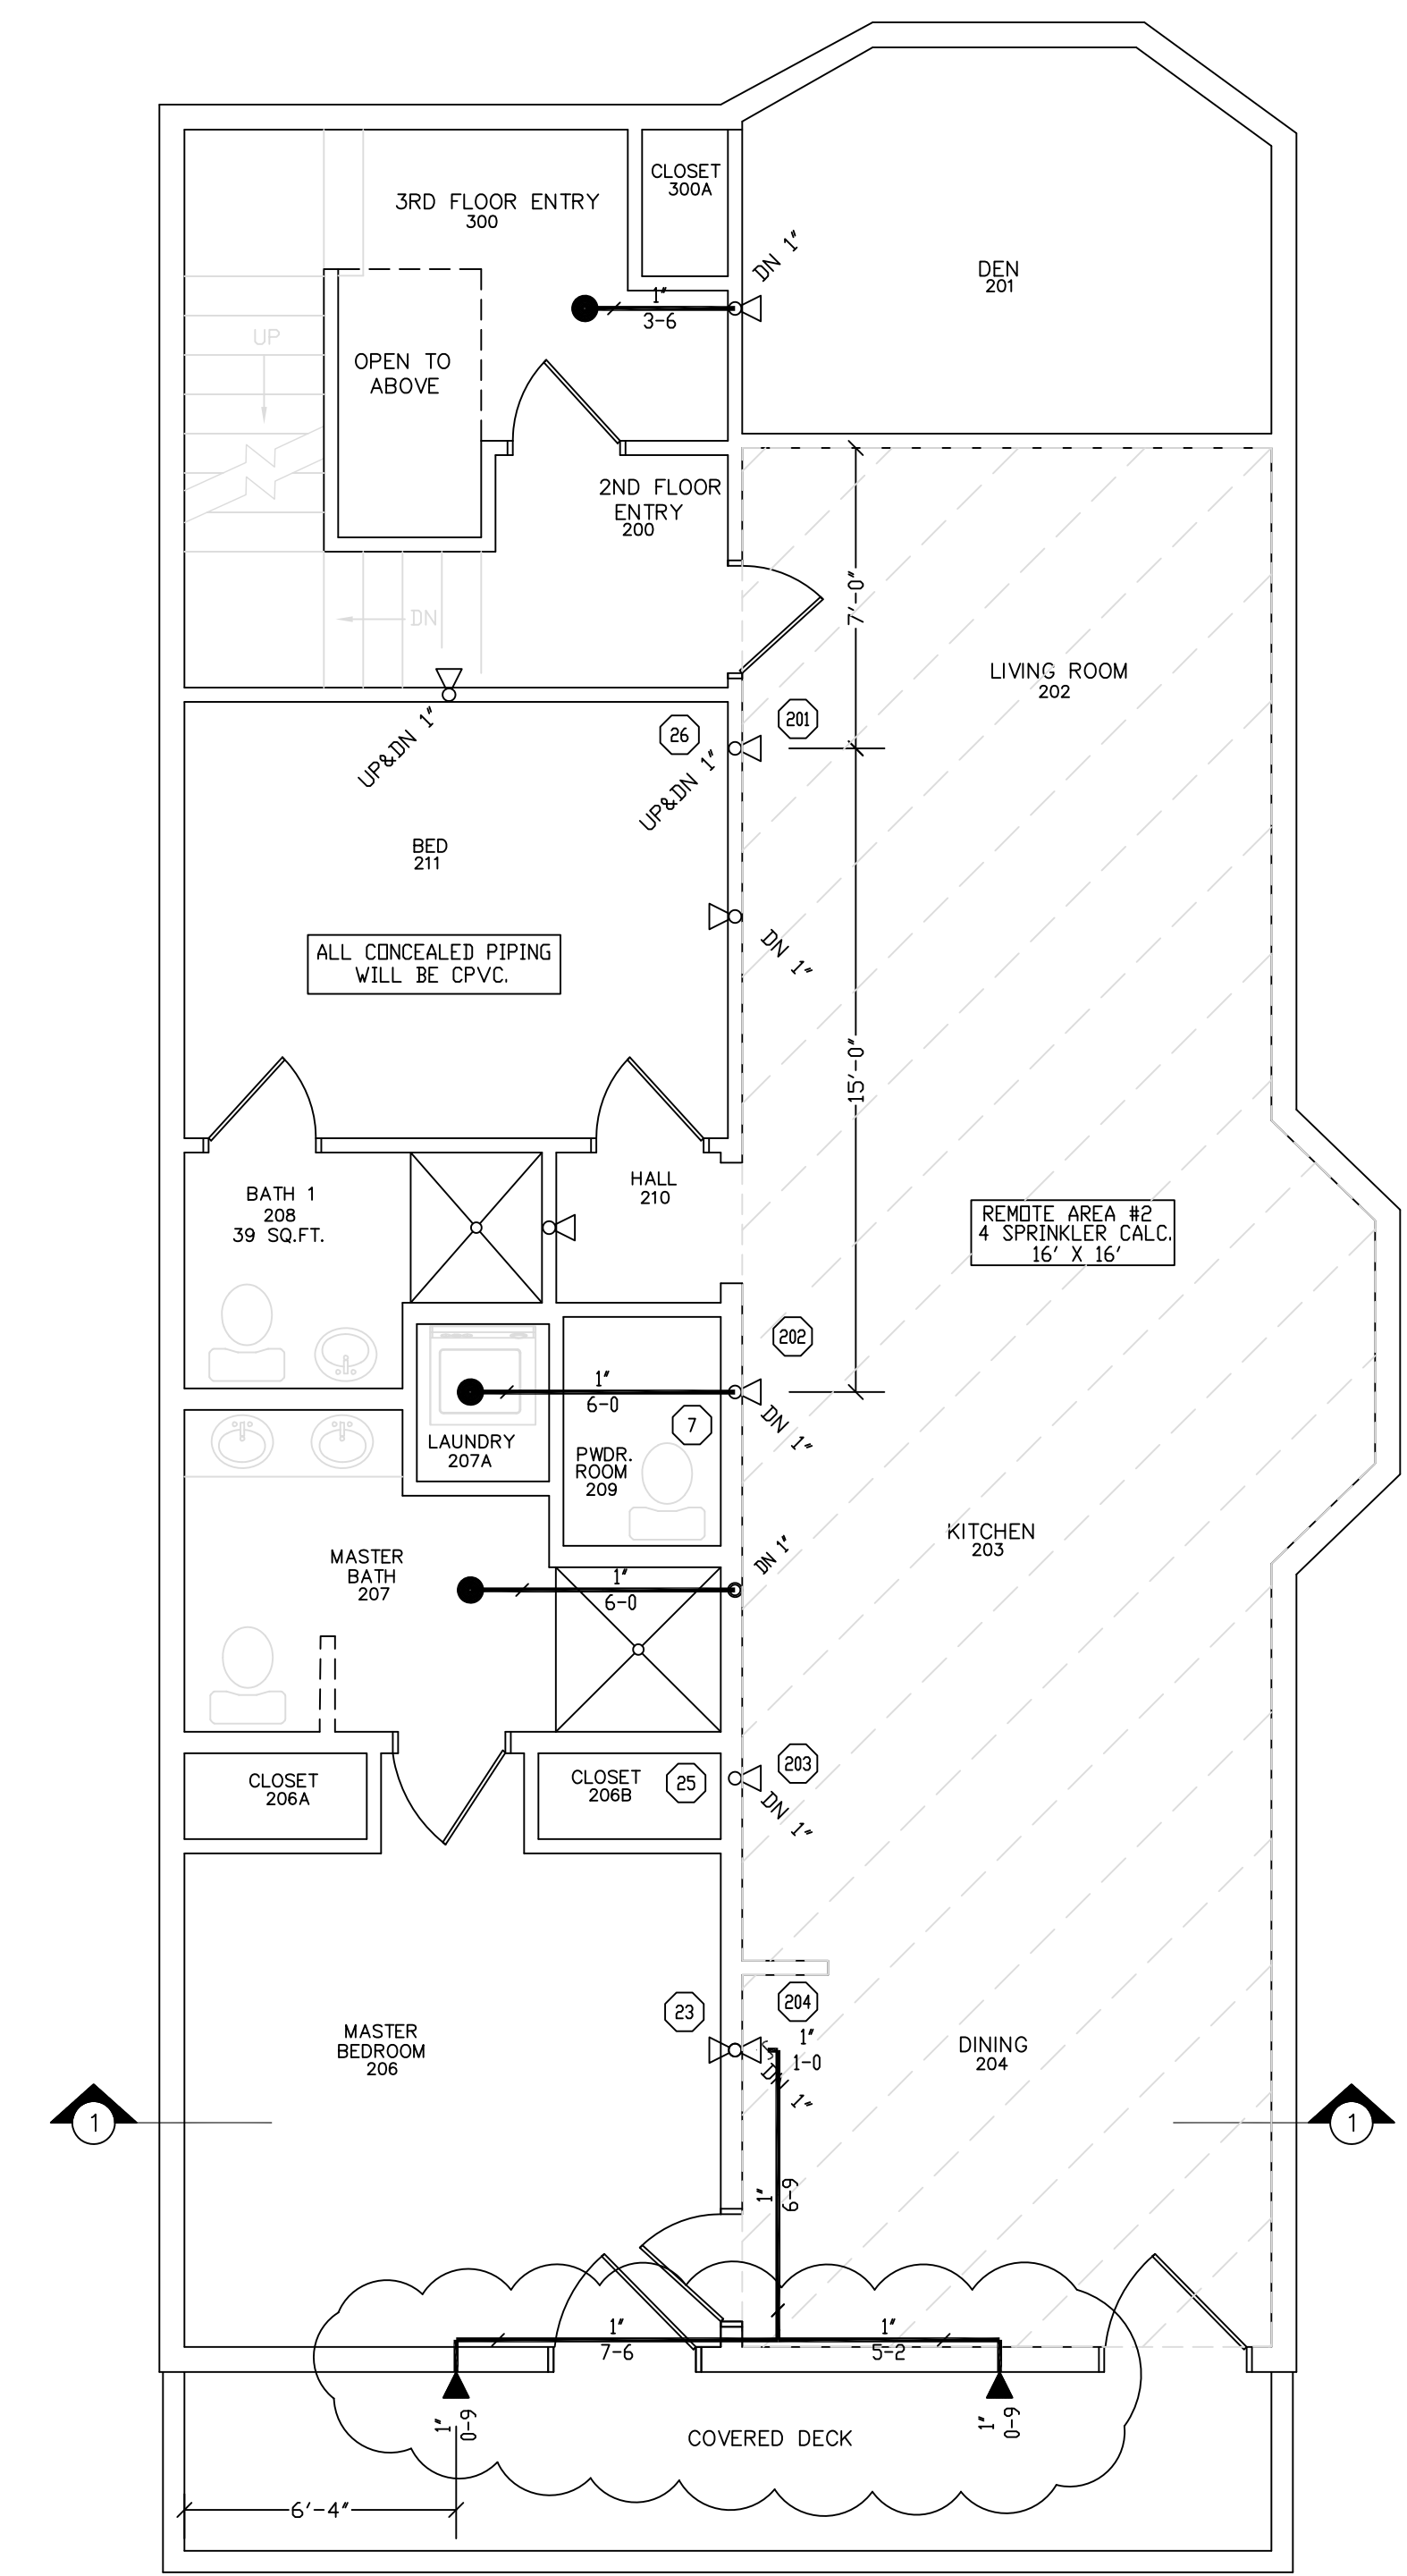 CLOSET
300A
3RD FLOOR ENTRY
300
DN 1"
DEN
201
1"
3-6
UP
OPEN TO
ABOVE
2ND FLOOR
ENTRY
200
7'-0"
DN
LIVING ROOM
202
201
26
UP&DN 1"
UP&DN 1"
BED
211
ALL CONCEALED PIPING
WILL BE CPVC.
DN 1"
15'-0"
HALL
210
BATH 1
208
39 SQ.FT.
REMOTE AREA #2
4 SPRINKLER CALC.
16' X 16'
202
1"
6-0
7
DN 1"
LAUNDRY
207A
PWDR.
ROOM
209
KITCHEN
203
DN 1"
MASTER
BATH
207
1"
6-0
203
CLOSET
206A
CLOSET
206B
25
DN 1"
204
23
MASTER
BEDROOM
206
1"
1-0
DN 1"
DINING
204
1
1
1"
6-9
1"
7-6
1"
5-2
1"
0-9
1"
0-9
COVERED DECK
6'-4"